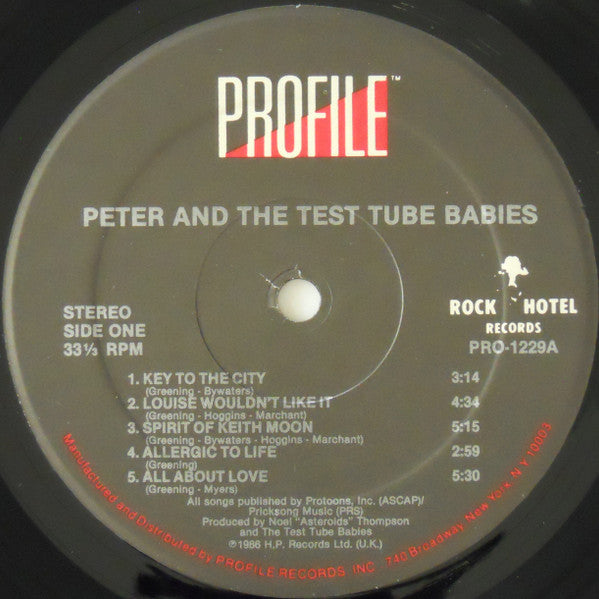 PROFILE™
PETER AND THE TEST TUBE BABIES
STEREO
SIDE ONE
33⅓ RPM
ROCK HOTEL
RECORDS
PRO-1229A
1. KEY TO THE CITY 3:14
(Greening - Bywaters)
2. LOUISE WOULDN'T LIKE IT 4:34
(Greening - Hoggins - Marchant)
3. SPIRIT OF KEITH MOON 5:15
(Greening - Bywaters - Hoggins - Marchant)
4. ALLERGIC TO LIFE 2:59
(Greening)
5. ALL ABOUT LOVE 5:30
(Greening - Myers)
All songs published by Protoons, Inc. (ASCAP)/
Pricksong Music (PRS)
Produced by Noel "Asteroids" Thompson
and The Test Tube Babies
℗1986 H.P. Records Ltd. (U.K.)
Manufactured and Distributed by PROFILE RECORDS, INC. 740 Broadway, New York, N.Y. 10003